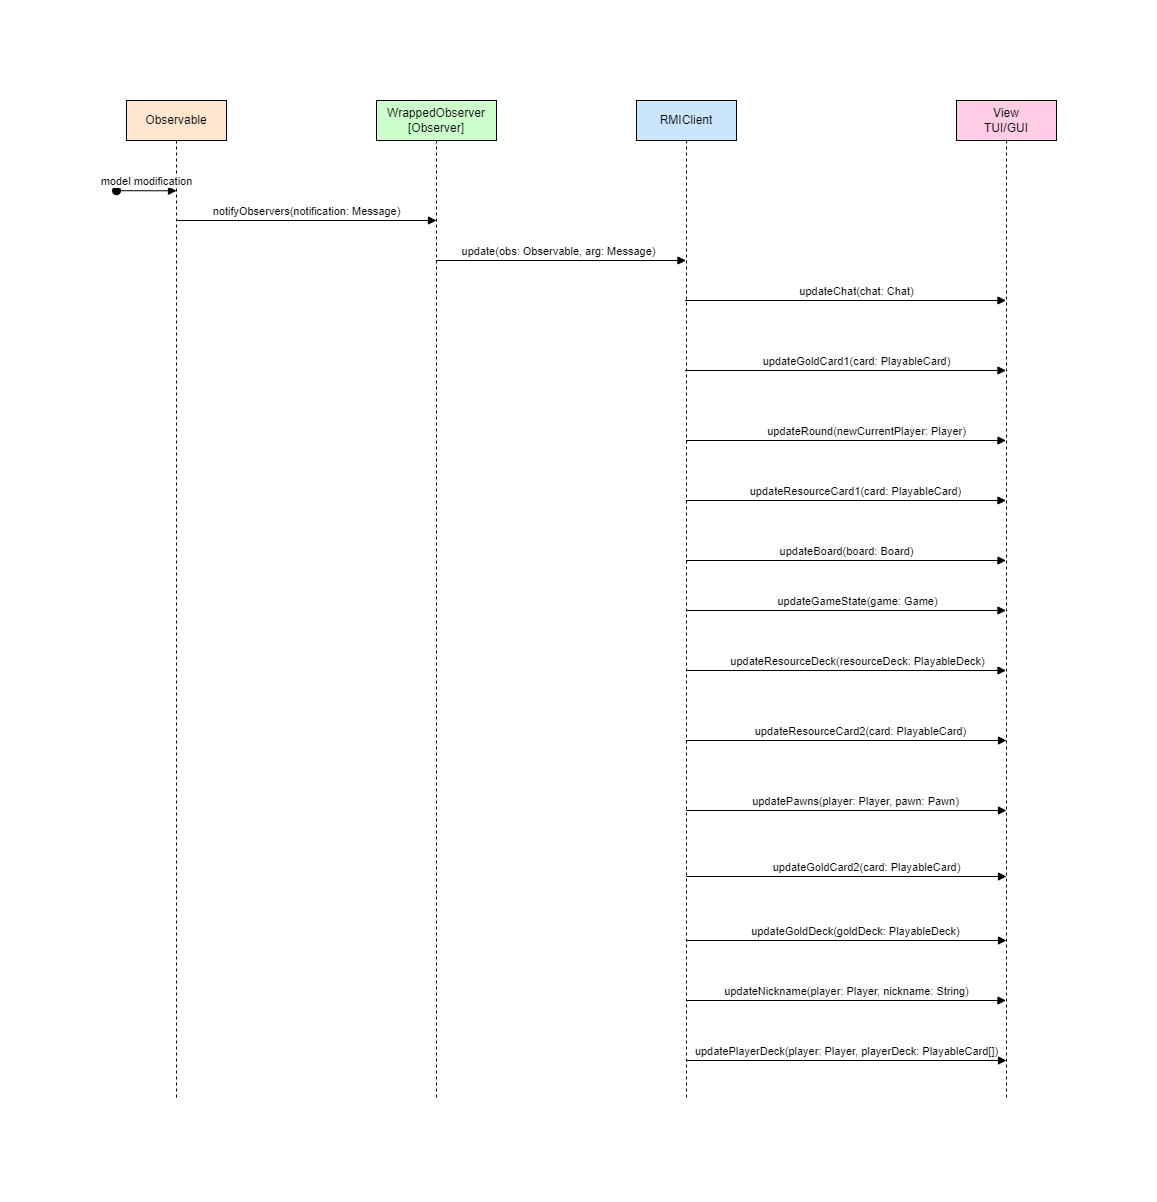 Observable
WrappedObserver
[Observer]
RMIClient
View
TUI/GUI
model modification
notifyObservers(notification: Message)
update(obs: Observable, arg: Message)
updateChat(chat: Chat)
updateGoldCard1(card: PlayableCard)
updateRound(newCurrentPlayer: Player)
updateResourceCard1(card: PlayableCard)
updateBoard(board: Board)
updateGameState(game: Game)
updateResourceDeck(resourceDeck: PlayableDeck)
updateResourceCard2(card: PlayableCard)
updatePawns(player: Player, pawn: Pawn)
updateGoldCard2(card: PlayableCard)
updateGoldDeck(goldDeck: PlayableDeck)
updateNickname(player: Player, nickname: String)
updatePlayerDeck(player: Player, playerDeck: PlayableCard[])